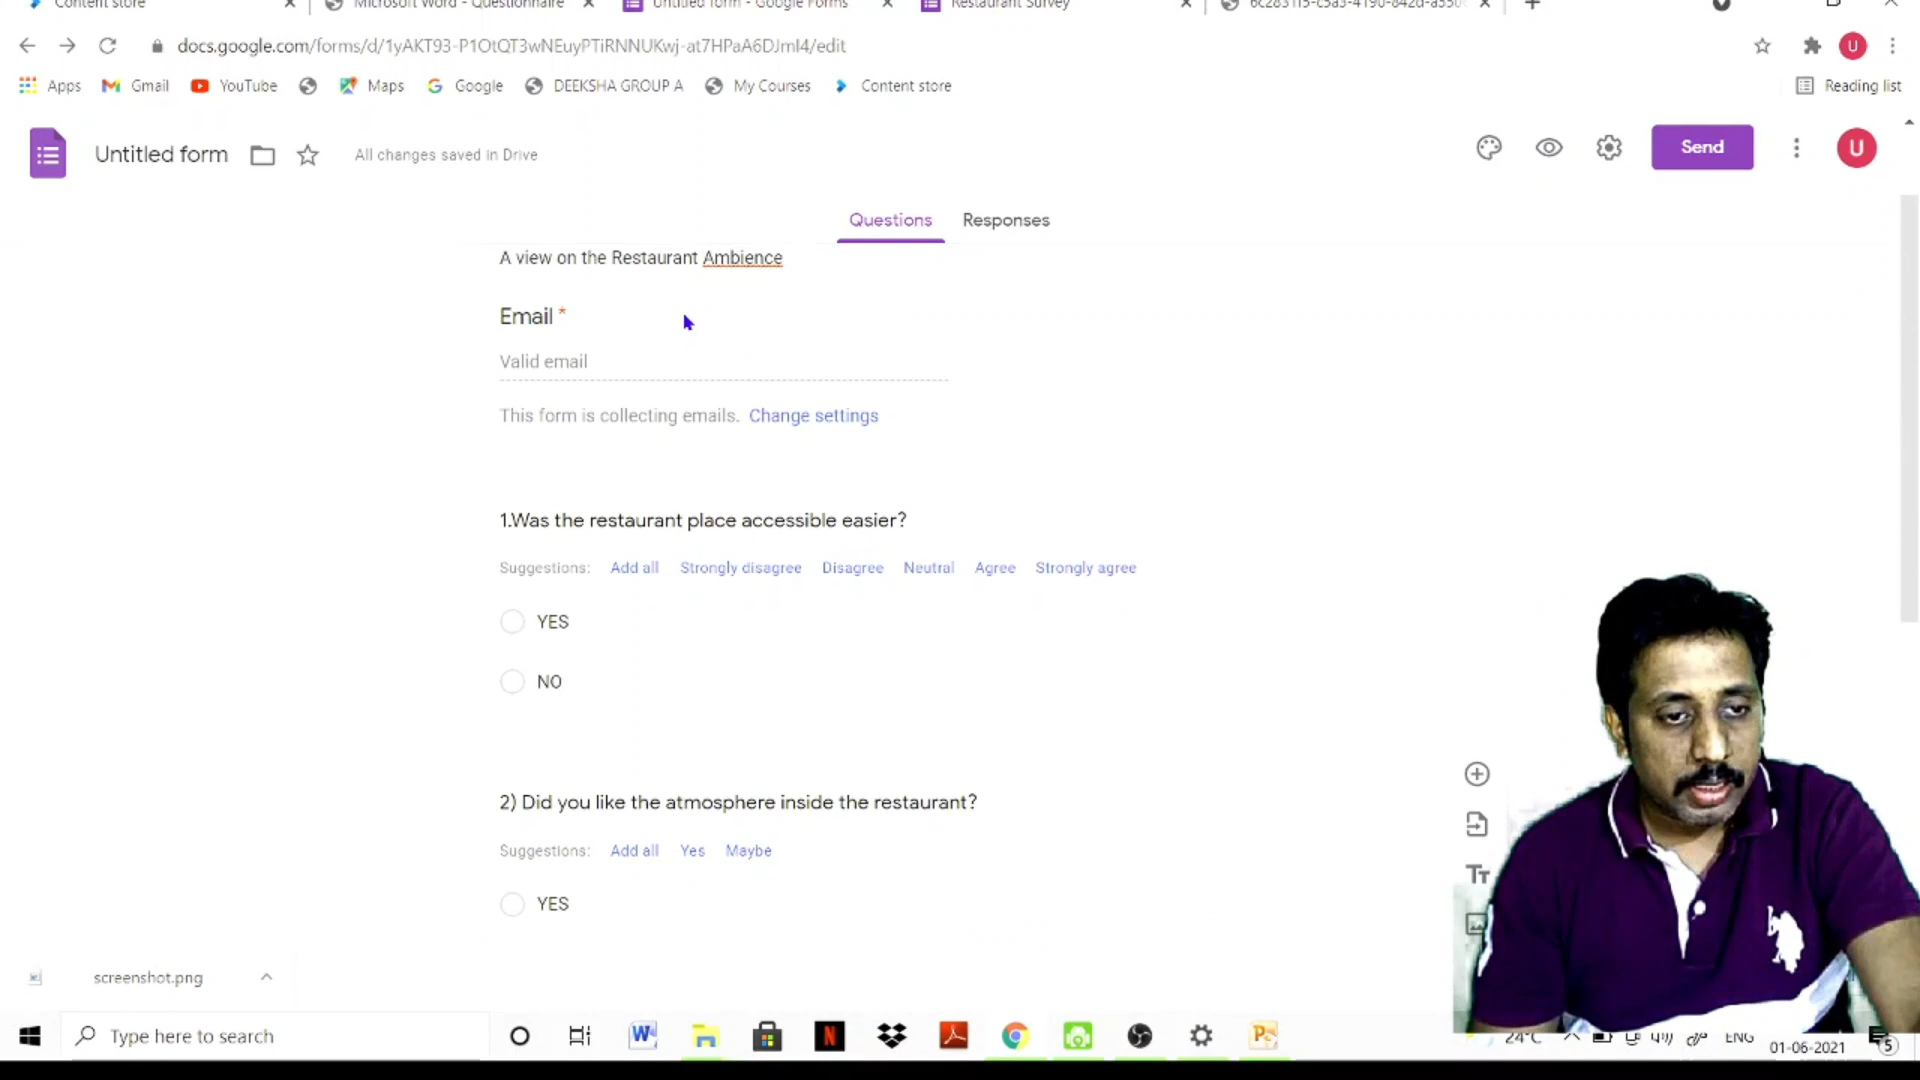 Content store
Microsoft Word - Questionnaire
Untitled form - Google Forms
Restaurant Survey
docs.google.com/forms/d/1yAKT93-P1OtQT3wNEuyPTiRNNUKwj-at7HPaA6DJmI4/edit
U
Apps
Gmail
YouTube
Maps
Google
DEEKSHA GROUP A
My Courses
Content store
Reading list
Untitled form
All changes saved in Drive
Send
U
Questions
Responses
A view on the Restaurant Ambience
Email *
Valid email
This form is collecting emails. Change settings
1.Was the restaurant place accessible easier?
Suggestions: Add all Strongly disagree Disagree Neutral Agree Strongly agree
YES
NO
2) Did you like the atmosphere inside the restaurant?
Suggestions: Add all Yes Maybe
YES
Tт
screenshot.png
Type here to search
24°C
ENG
01-06-2021
5